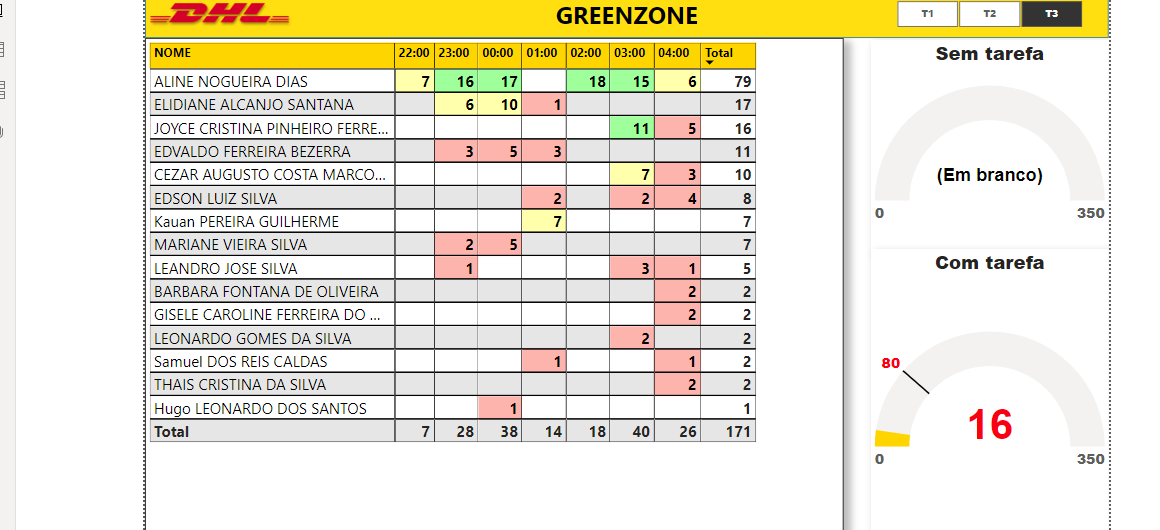 DHL
GREENZONE
T1 T2 T3
NOME 22:00 23:00 00:00 01:00 02:00 03:00 04:00 Total
ALINE NOGUEIRA DIAS 7 16 17 18 15 6 79
ELIDIANE ALCANJO SANTANA 6 10 1 17
JOYCE CRISTINA PINHEIRO FERRE... 11 5 16
EDVALDO FERREIRA BEZERRA 3 5 3 11
CEZAR AUGUSTO COSTA MARCO... 7 3 10
EDSON LUIZ SILVA 2 2 4 8
Kauan PEREIRA GUILHERME 7 7
MARIANE VIEIRA SILVA 2 5 7
LEANDRO JOSE SILVA 1 3 1 5
BARBARA FONTANA DE OLIVEIRA 2 2
GISELE CAROLINE FERREIRA DO ... 2 2
LEONARDO GOMES DA SILVA 2 2
Samuel DOS REIS CALDAS 1 1 2
THAIS CRISTINA DA SILVA 2 2
Hugo LEONARDO DOS SANTOS 1 1
Total 7 28 38 14 18 40 26 171
Sem tarefa
(Em branco)
0 350
Com tarefa
80
16
0 350